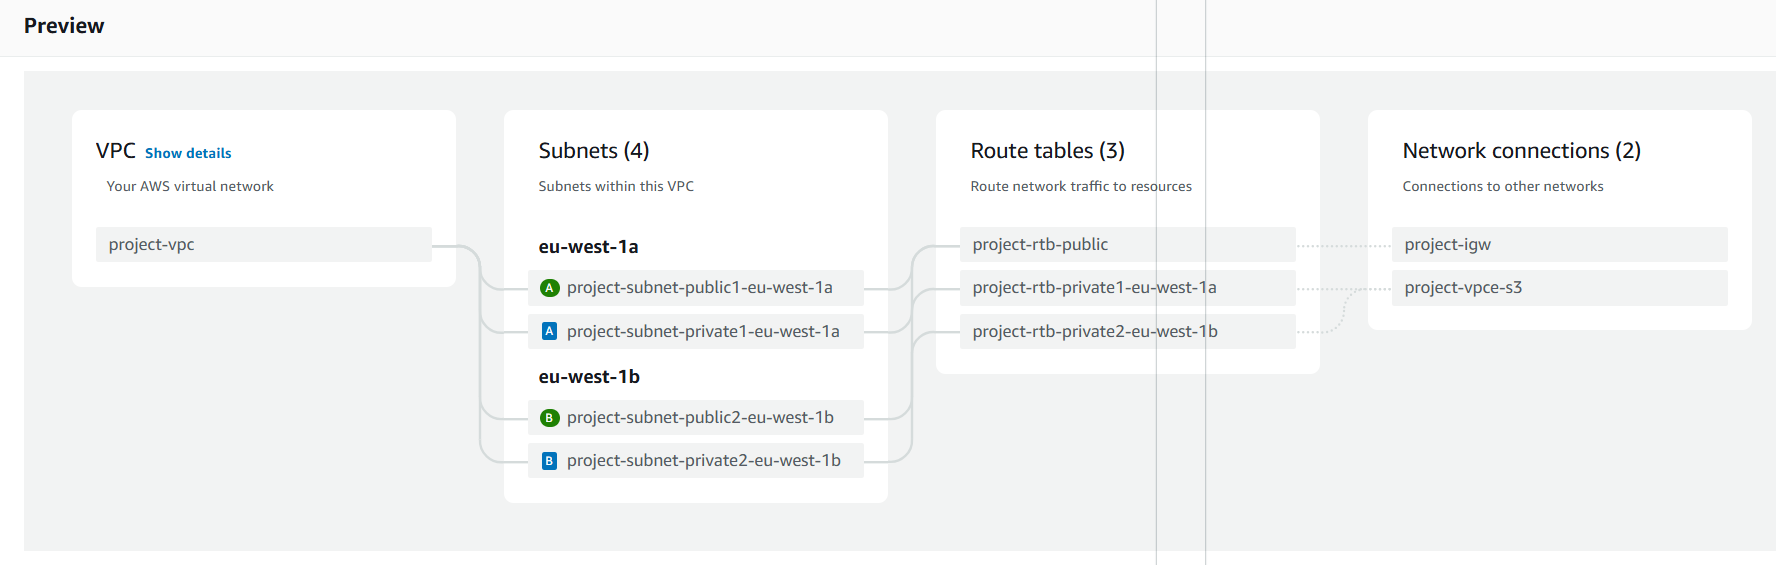 Preview
VPC Show details
Your AWS virtual network
project-vpc
Subnets (4)
Subnets within this VPC
eu-west-1a
A project-subnet-public1-eu-west-1a
A project-subnet-private1-eu-west-1a
eu-west-1b
B project-subnet-public2-eu-west-1b
B project-subnet-private2-eu-west-1b
Route tables (3)
Route network traffic to resources
project-rtb-public
project-rtb-private1-eu-west-1a
project-rtb-private2-eu-west-1b
Network connections (2)
Connections to other networks
project-igw
project-vpce-s3